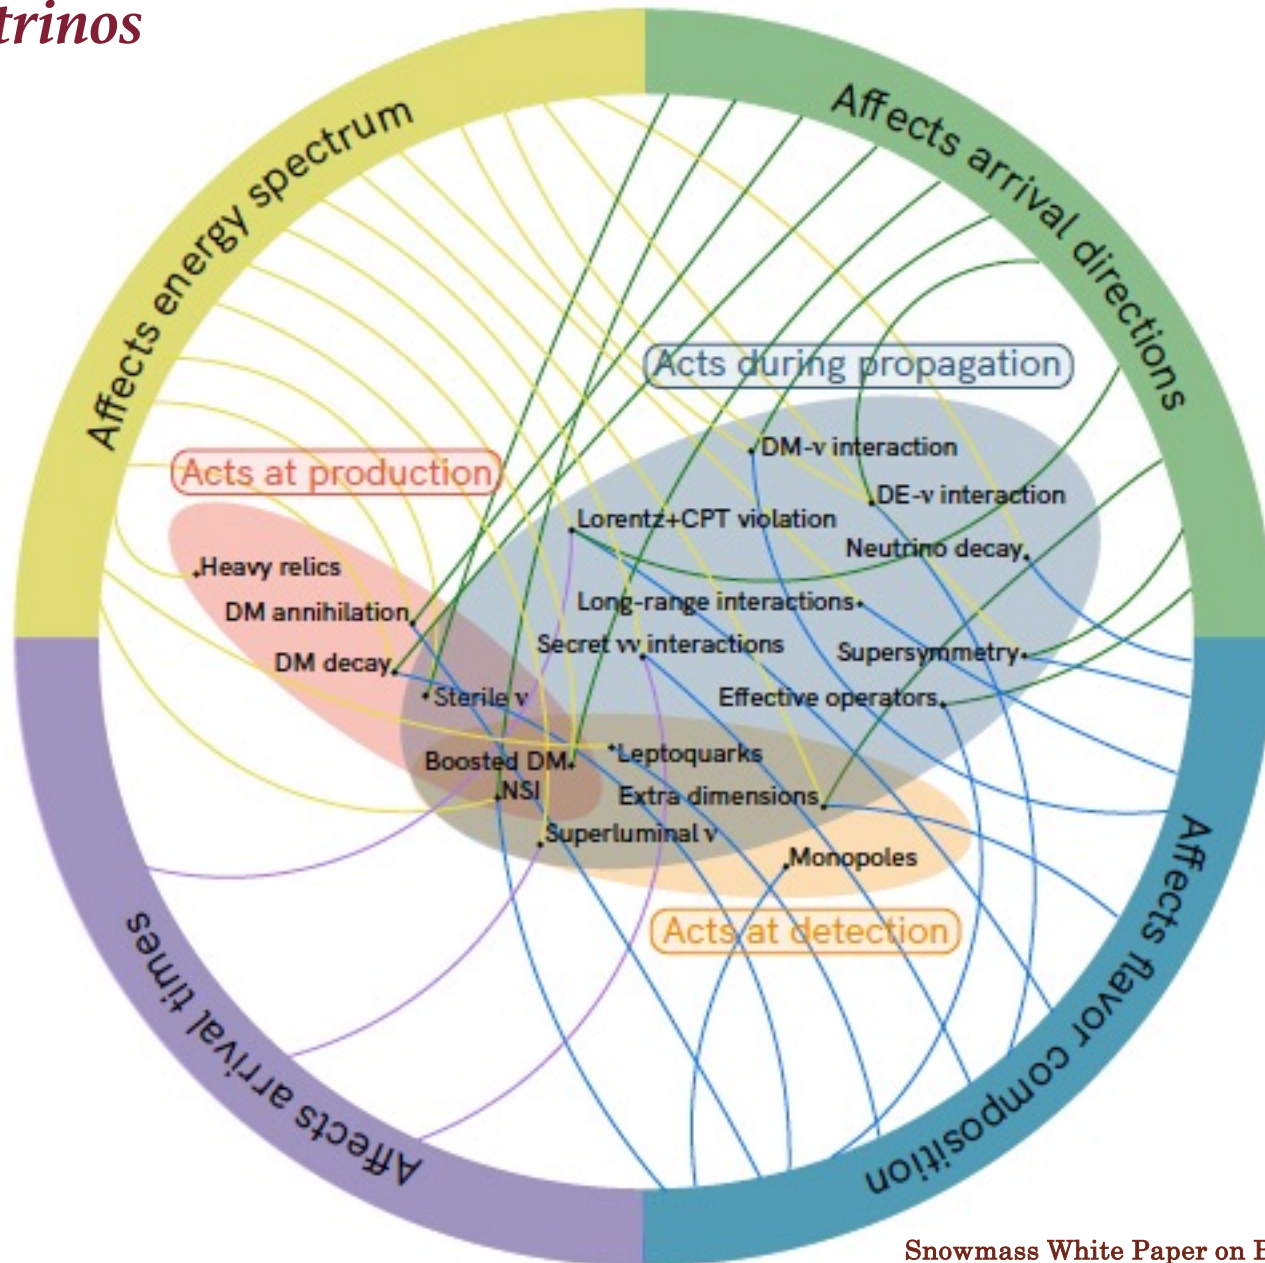 trinos
Affects energy spectrum
Affects arrival directions
Acts during propagation
DM-ν interaction
Acts at production
DE-ν interaction
Lorentz+CPT violation
Neutrino decay
Heavy relics
Long-range interactions
DM annihilation
Secret νν interactions
Supersymmetry
DM decay
Sterile ν
Effective operators
Leptoquarks
Boosted DM
NSI
Extra dimensions
Superluminal ν
Monopoles
Acts at detection
Affects arrival times
Affects flavor composition
Snowmass White Paper on